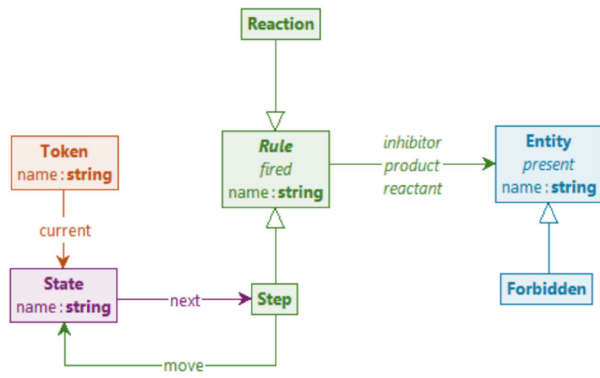 Reaction
Token
name:string
Rule
fired
name:string
inhibitor
product
reactant
Entity
present
name:string
current
State
name:string
next
Step
Forbidden
move